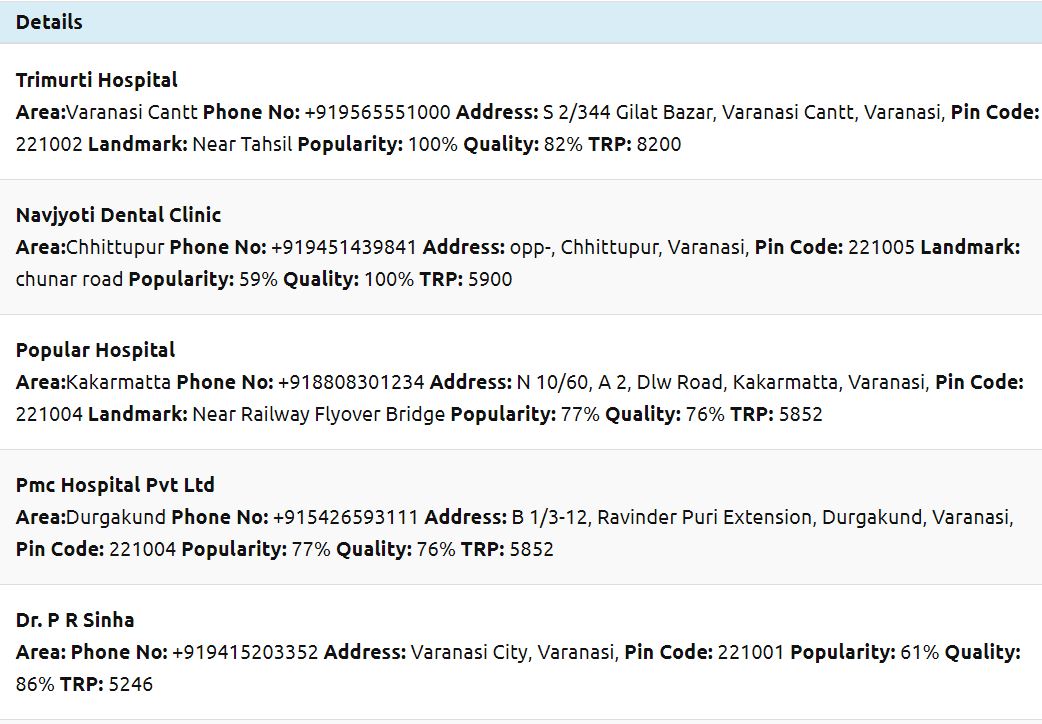 Details
Trimurti Hospital
Area:Varanasi Cantt Phone No: +919565551000 Address: S 2/344 Gilat Bazar, Varanasi Cantt, Varanasi, Pin Code:
221002 Landmark: Near Tahsil Popularity: 100% Quality: 82% TRP: 8200
Navjyoti Dental Clinic
Area:Chhittupur Phone No: +919451439841 Address: opp-, Chhittupur, Varanasi, Pin Code: 221005 Landmark:
chunar road Popularity: 59% Quality: 100% TRP: 5900
Popular Hospital
Area:Kakarmatta Phone No: +918808301234 Address: N 10/60, A 2, Dlw Road, Kakarmatta, Varanasi, Pin Code:
221004 Landmark: Near Railway Flyover Bridge Popularity: 77% Quality: 76% TRP: 5852
Pmc Hospital Pvt Ltd
Area:Durgakund Phone No: +915426593111 Address: B 1/3-12, Ravinder Puri Extension, Durgakund, Varanasi,
Pin Code: 221004 Popularity: 77% Quality: 76% TRP: 5852
Dr. P R Sinha
Area: Phone No: +919415203352 Address: Varanasi City, Varanasi, Pin Code: 221001 Popularity: 61% Quality:
86% TRP: 5246